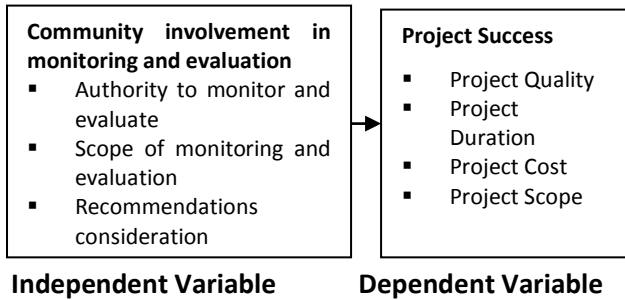 Community involvement in
monitoring and evaluation
▪ Authority to monitor and
evaluate
▪ Scope of monitoring and
evaluation
▪ Recommendations
consideration
Independent Variable
Project Success
▪ Project Quality
▪ Project
Duration
▪ Project Cost
▪ Project Scope
Dependent Variable